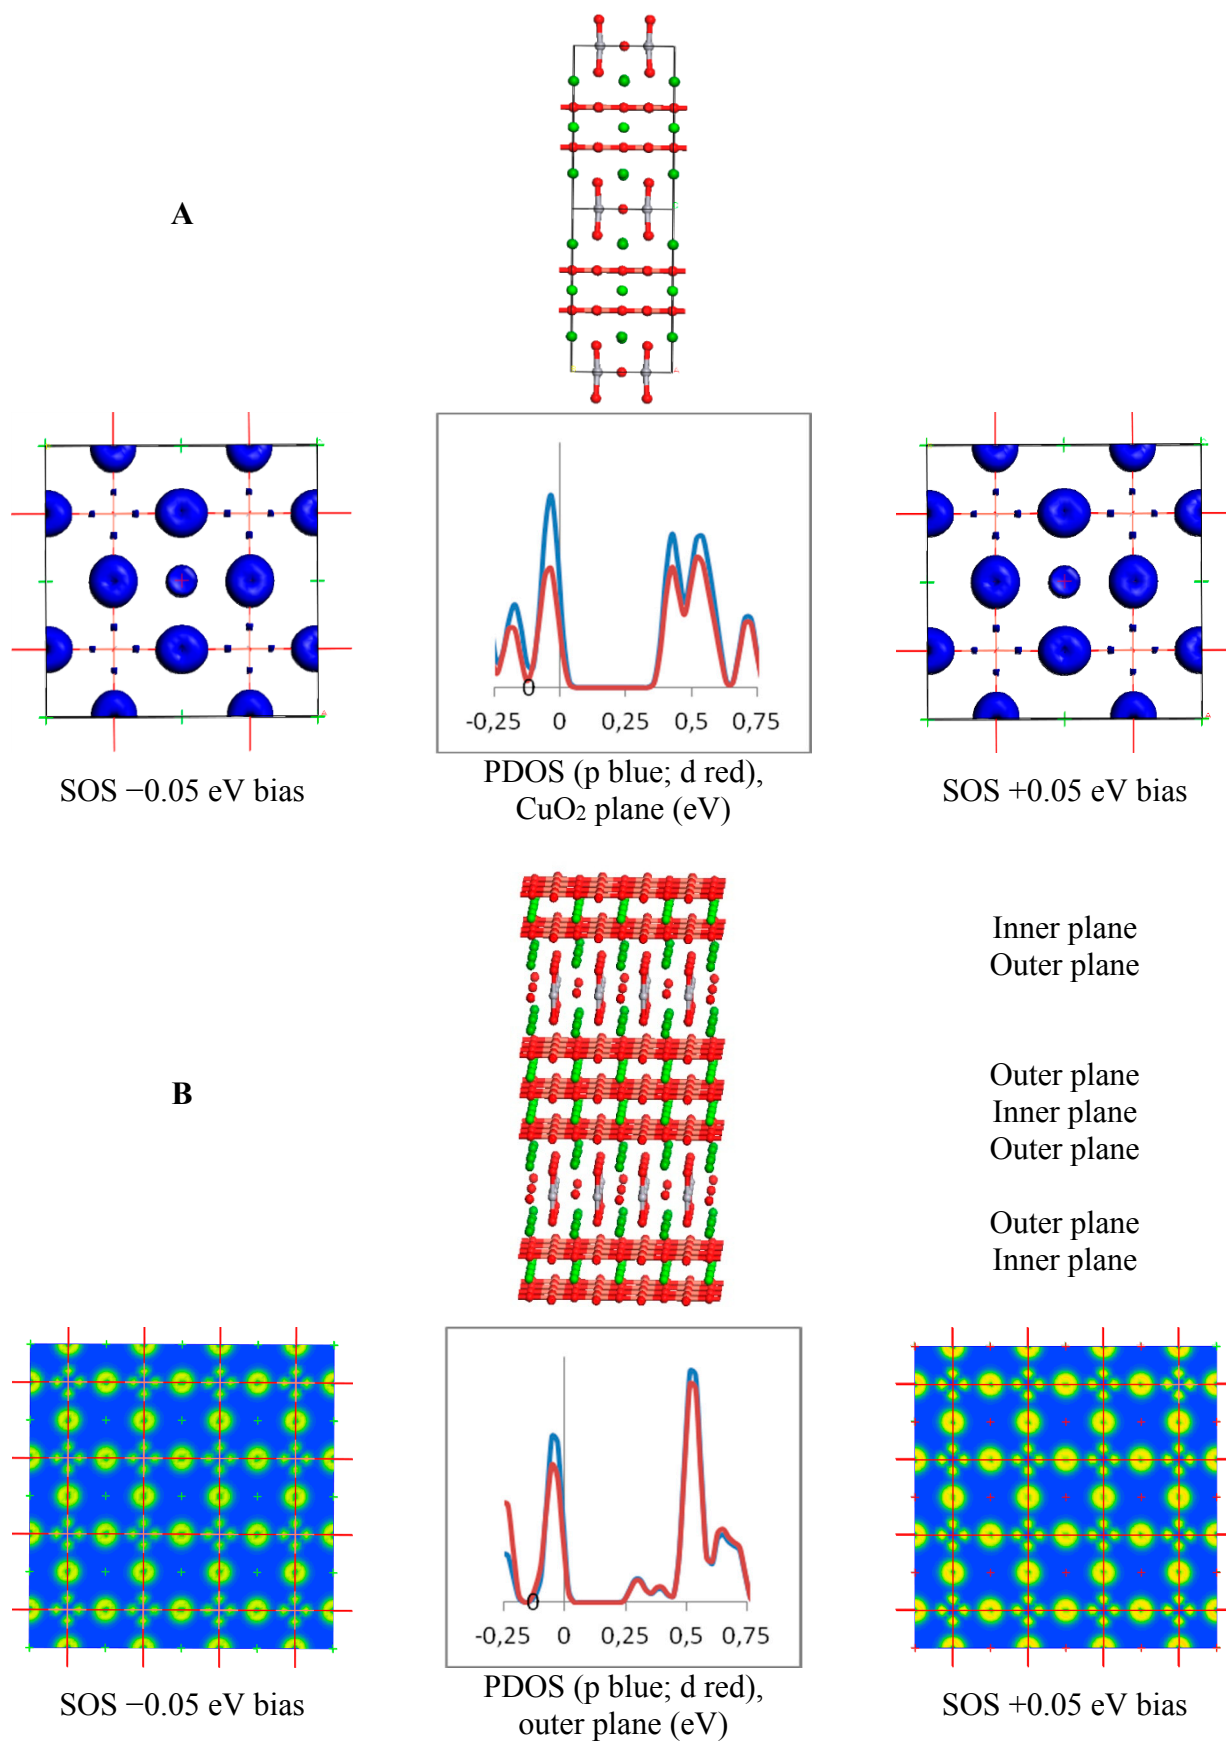 A
0
-0,25 0 0,25 0,5 0,75
SOS −0.05 eV bias
PDOS (p blue; d red),
CuO2 plane (eV)
SOS +0.05 eV bias
B
Inner plane
Outer plane
Outer plane
Inner plane
Outer plane
Outer plane
Inner plane
0
-0,25 0 0,25 0,5 0,75
SOS −0.05 eV bias
PDOS (p blue; d red),
outer plane (eV)
SOS +0.05 eV bias